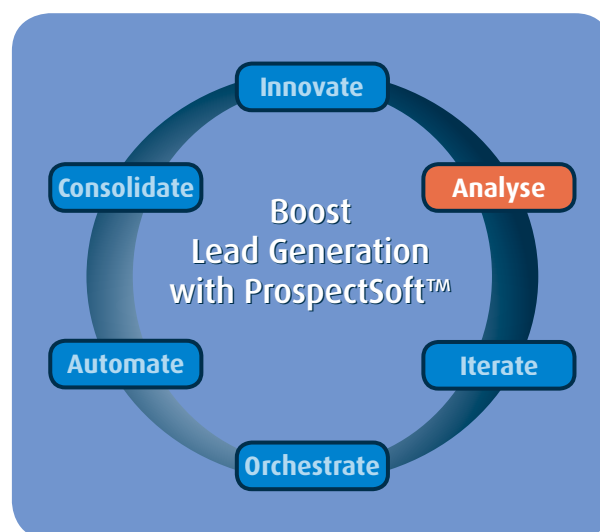 Innovate
Consolidate
Analyse
Boost
Lead Generation
with ProspectSoft™
Automate
Iterate
Orchestrate